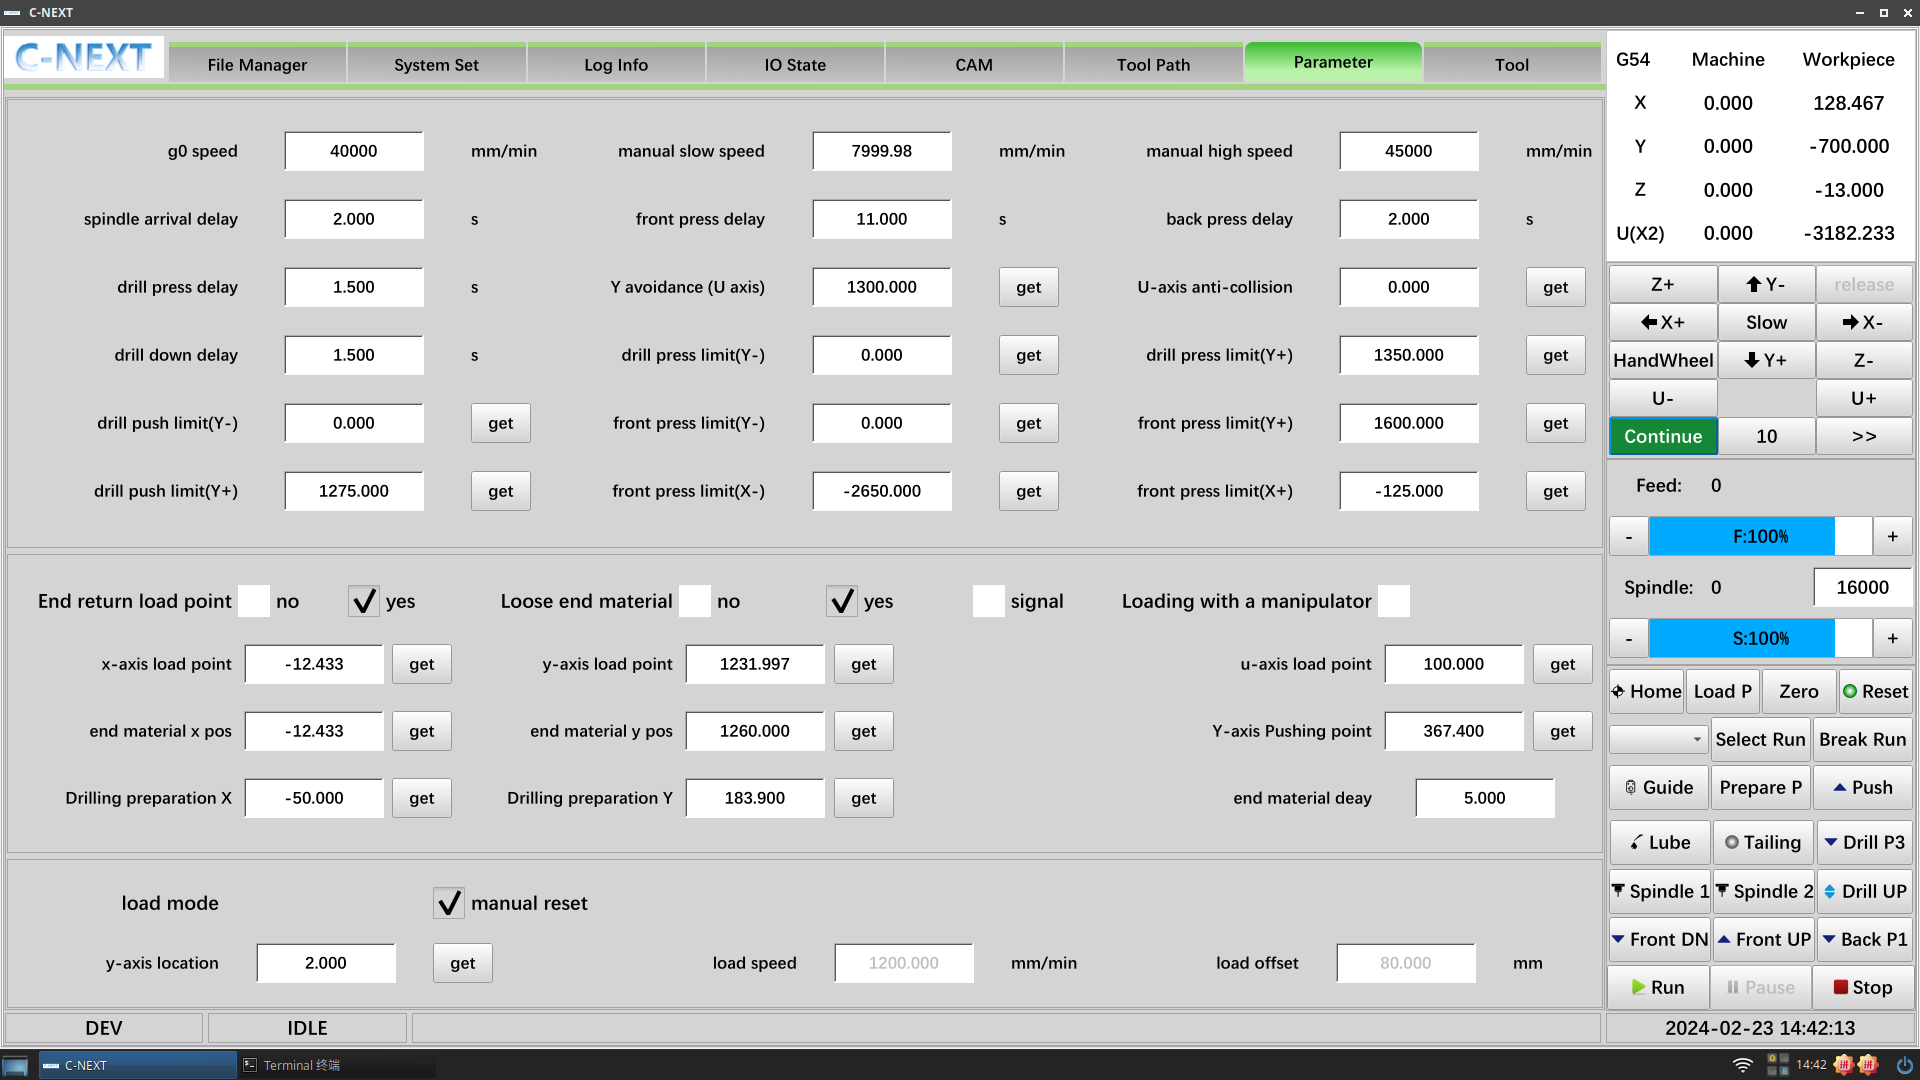 C-NEXT
C-NEXT
File Manager System Set Log Info IO State CAM Tool Path Parameter Tool
g0 speed 40000 mm/min manual slow speed 7999.98 mm/min manual high speed 45000 mm/min
spindle arrival delay 2.000 s front press delay 11.000 s back press delay 2.000 s
drill press delay 1.500 s Y avoidance (U axis) 1300.000 get U-axis anti-collision 0.000 get
drill down delay 1.500 s drill press limit(Y-) 0.000 get drill press limit(Y+) 1350.000 get
drill push limit(Y-) 0.000 get front press limit(Y-) 0.000 get front press limit(Y+) 1600.000 get
drill push limit(Y+) 1275.000 get front press limit(X-) -2650.000 get front press limit(X+) -125.000 get
End return load point no yes Loose end material no yes signal Loading with a manipulator
x-axis load point -12.433 get y-axis load point 1231.997 get u-axis load point 100.000 get
end material x pos -12.433 get end material y pos 1260.000 get Y-axis Pushing point 367.400 get
Drilling preparation X -50.000 get Drilling preparation Y 183.900 get end material deay 5.000
load mode manual reset
y-axis location 2.000 get load speed 1200.000 mm/min load offset 80.000 mm
DEV IDLE
G54 Machine Workpiece
X 0.000 128.467
Y 0.000 -700.000
Z 0.000 -13.000
U(X2) 0.000 -3182.233
Z+ Y- release
X+ Slow X-
HandWheel Y+ Z-
U- U+
Continue 10 >>
Feed: 0
- F:100% +
Spindle: 0 16000
- S:100% +
Home Load P Zero Reset
Select Run Break Run
Guide Prepare P Push
Lube Tailing Drill P3
Spindle 1 Spindle 2 Drill UP
Front DN Front UP Back P1
Run Pause Stop
2024-02-23 14:42:13
C-NEXT Terminal 终端 14:42 拼 拼